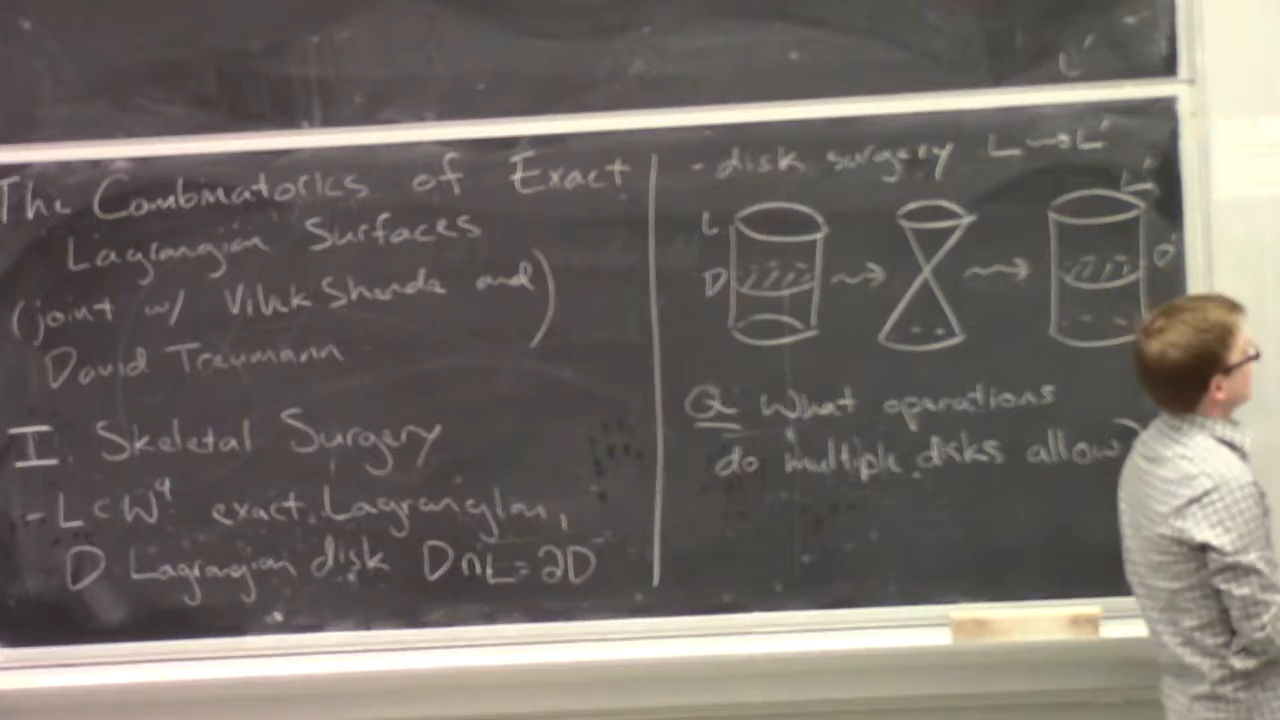 L'
The Combinatorics of Exact
Lagrangian Surfaces
(joint w/ Vivek Shende and
David Treumann)
I. Skeletal Surgery
- L ⊂ W⁴ exact Lagrangian,
D Lagrangian disk D∩L=∂D
- disk surgery L⇝L'
L
D
L'
D'
Q What operations
do multiple disks allow?